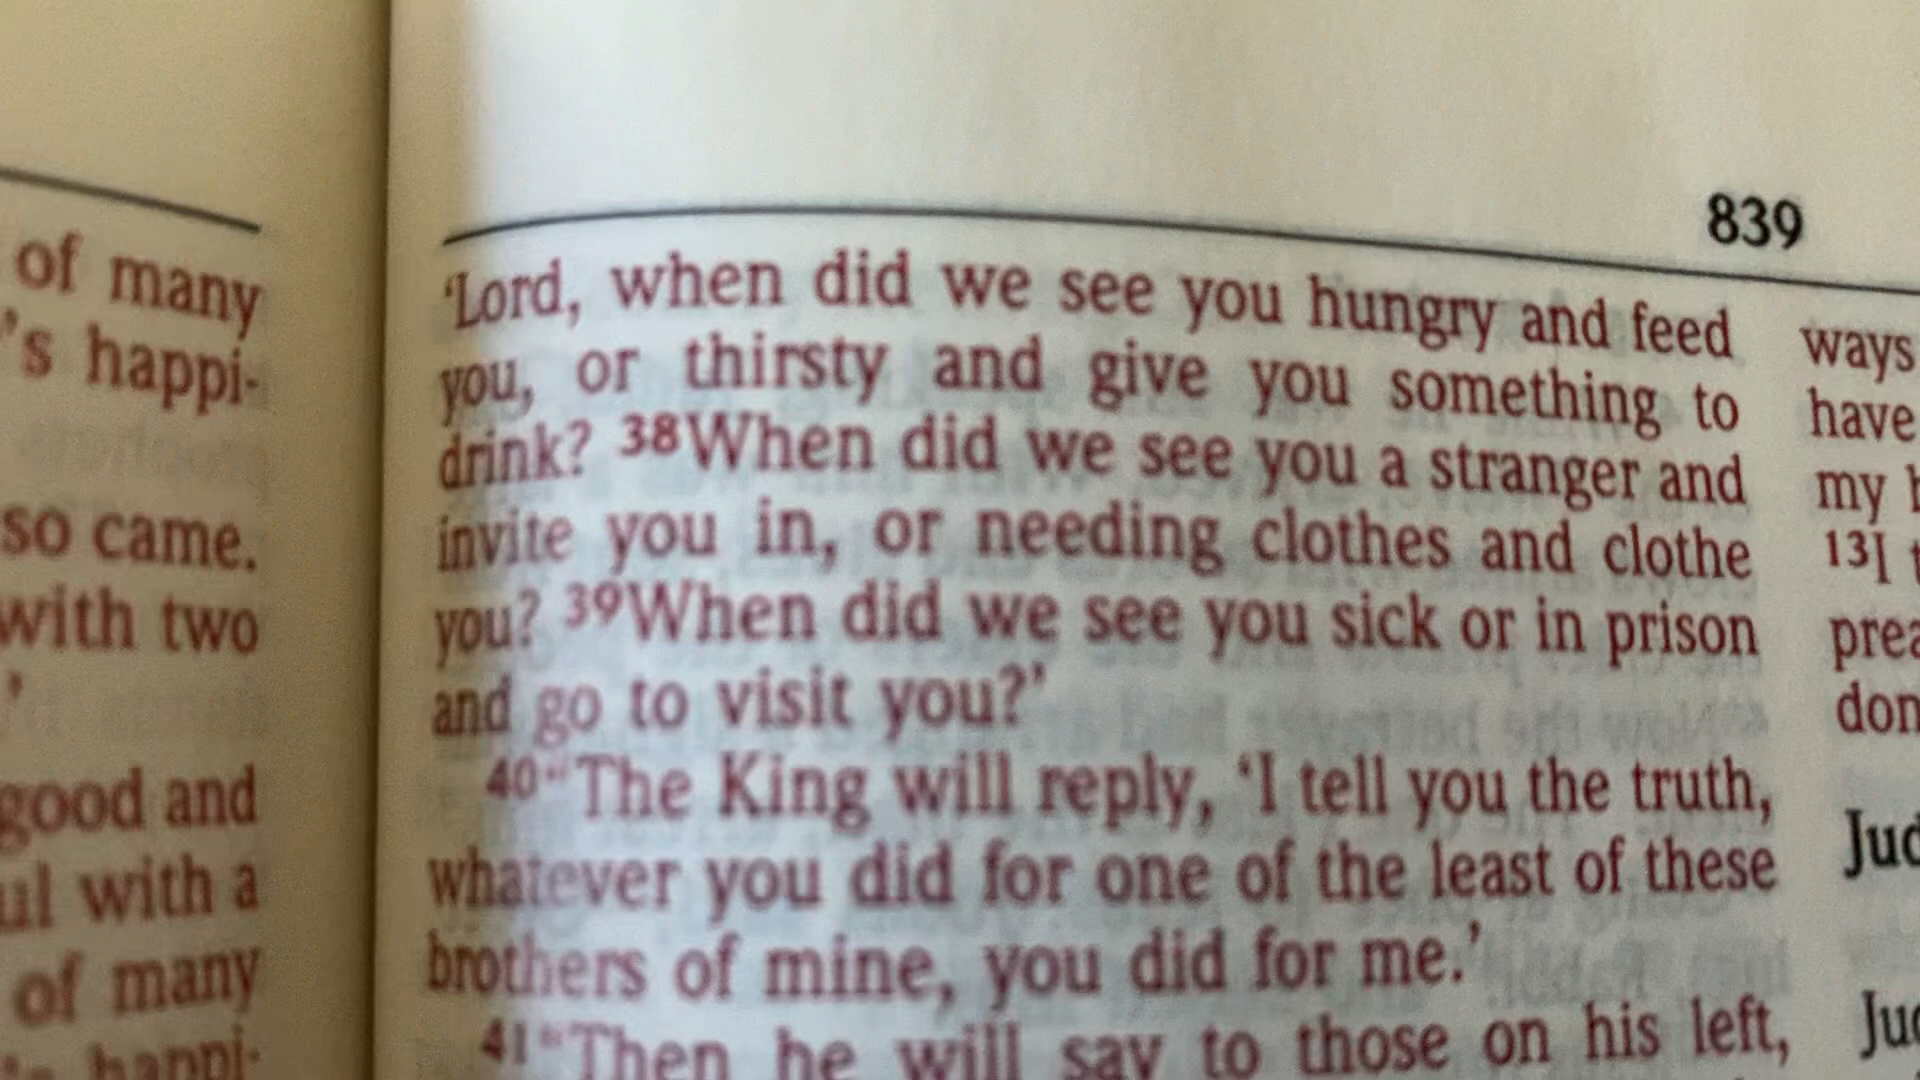 of many
's happi-
so came.
with two
'
good and
with a
of many
happi-
839
‘Lord, when did we see you hungry and feed
you, or thirsty and give you something to
drink? 38When did we see you a stranger and
invite you in, or needing clothes and clothe
you? 39When did we see you sick or in prison
and go to visit you?’
40“The King will reply, ‘I tell you the truth,
whatever you did for one of the least of these
brothers of mine, you did for me.’
41“Then he will say to those on his left,
ways
have
my
13I